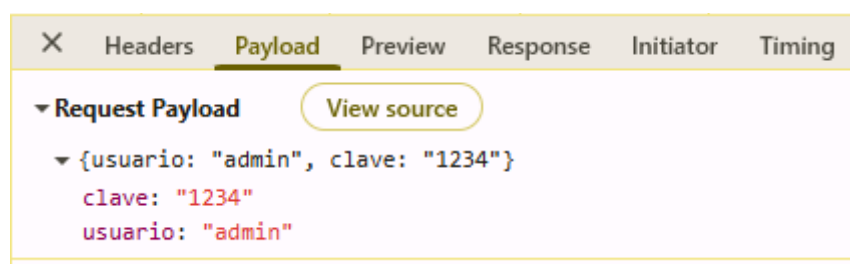 Headers Payload Preview Response Initiator Timing
Request Payload View source
{usuario: "admin", clave: "1234"}
clave: "1234"
usuario: "admin"